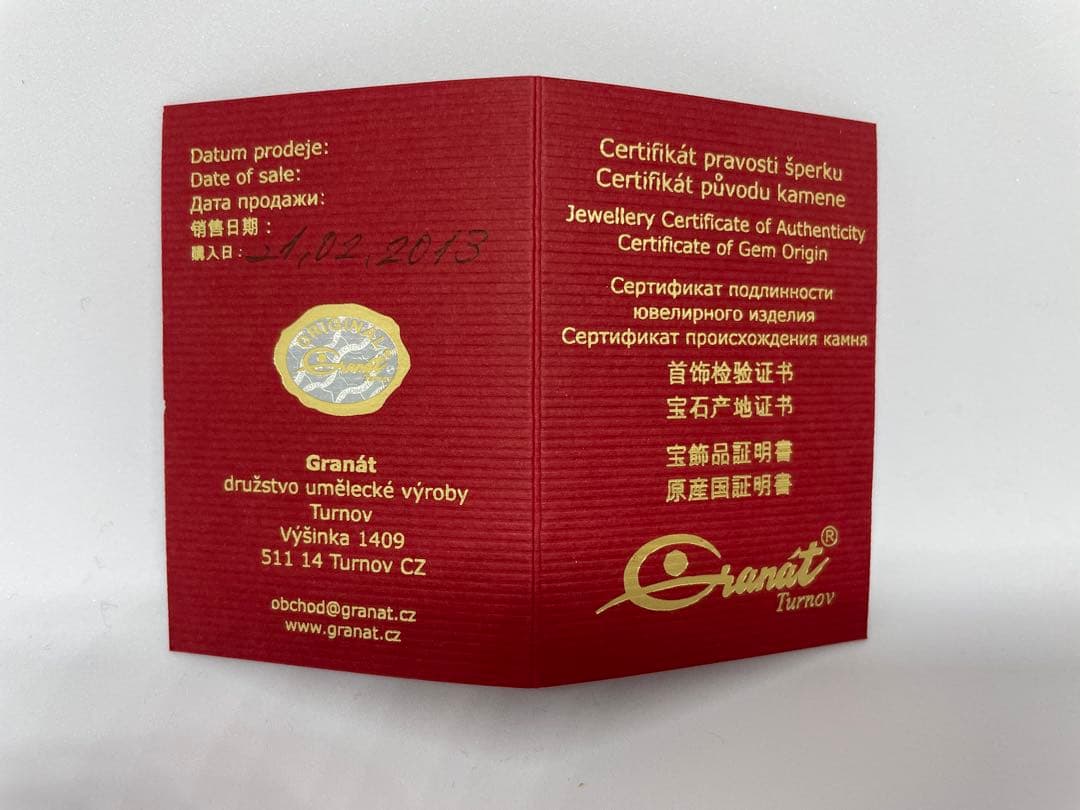 Datum prodeje:
Date of sale:
Дата продажи:
销售日期：
購入日： 21,02,2013
ORIGINAL
Granát
Granát
družstvo umělecké výroby
Turnov
Výšinka 1409
511 14 Turnov CZ
obchod@granat.cz
www.granat.cz
Certifikát pravosti šperku
Certifikát původu kamene
Jewellery Certificate of Authenticity
Certificate of Gem Origin
Сертификат подлинности
ювелирного изделия
Сертификат происхождения камня
首饰检验证书
宝石产地证书
宝飾品証明書
原産国証明書
Granát®
Turnov